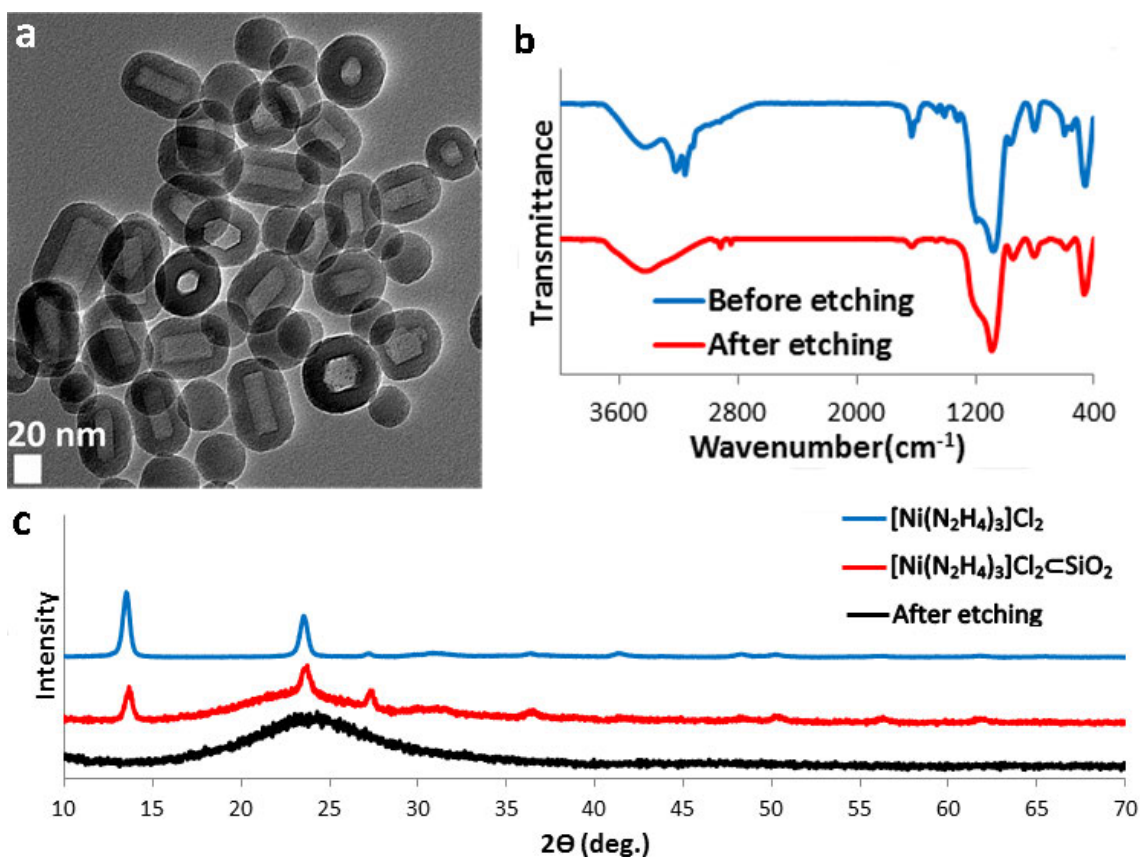 a
20 nm
b
Transmittance
Before etching
After etching
3600 2800 2000 1200 400
Wavenumber(cm⁻¹)
c
[Ni(N₂H₄)₃]Cl₂
[Ni(N₂H₄)₃]Cl₂⊂SiO₂
After etching
Intensity
10 15 20 25 30 35 40 45 50 55 60 65 70
2ϴ (deg.)